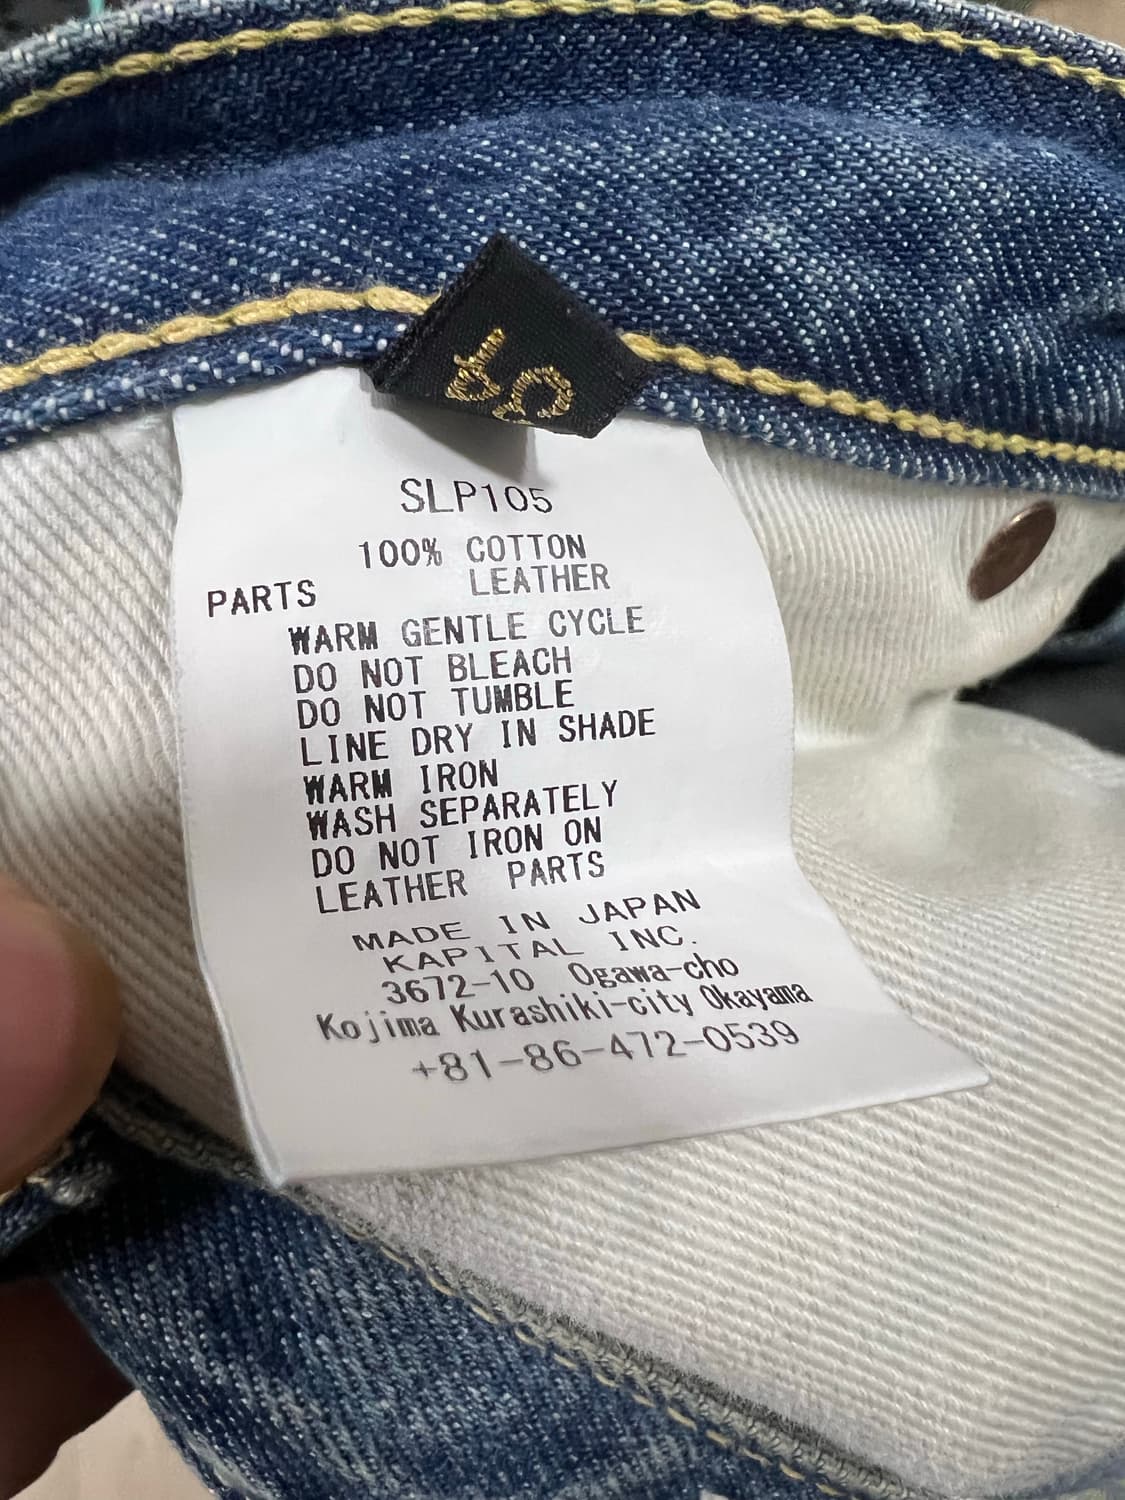 SLP105
100% COTTON
PARTS LEATHER
WARM GENTLE CYCLE
DO NOT BLEACH
DO NOT TUMBLE
LINE DRY IN SHADE
WARM IRON
WASH SEPARATELY
DO NOT IRON ON
LEATHER PARTS
MADE IN JAPAN
KAPITAL INC.
3672-10 Ogawa-cho
Kojima Kurashiki-city Okayama
+81-86-472-0539